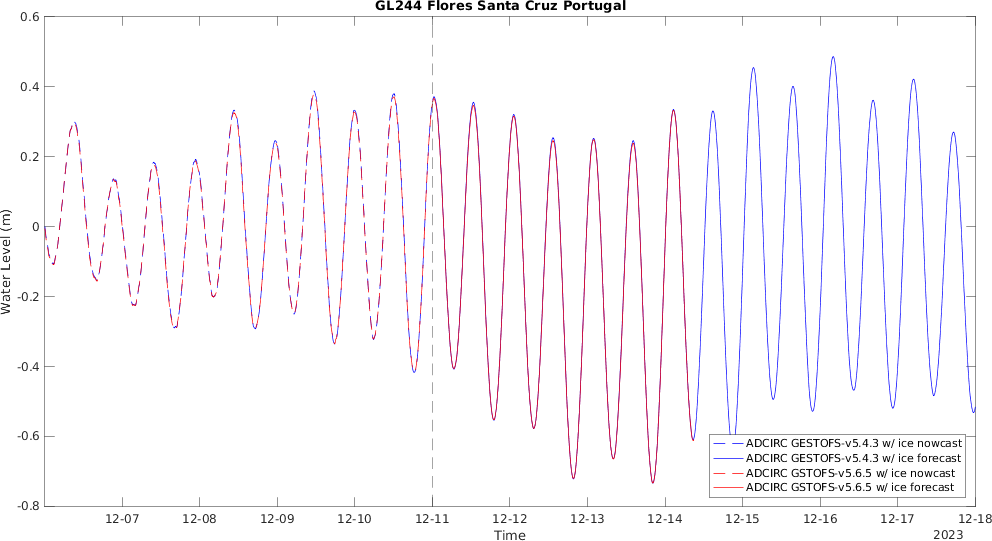 GL244 Flores Santa Cruz Portugal
0.6
0.4
0.2
0
-0.2
-0.4
-0.6
-0.8
Water Level (m)
ADCIRC GESTOFS-v5.4.3 w/ ice nowcast
ADCIRC GESTOFS-v5.4.3 w/ ice forecast
ADCIRC GSTOFS-v5.6.5 w/ ice nowcast
ADCIRC GSTOFS-v5.6.5 w/ ice forecast
12-07 12-08 12-09 12-10 12-11 12-12 12-13 12-14 12-15 12-16 12-17 12-18
Time
2023